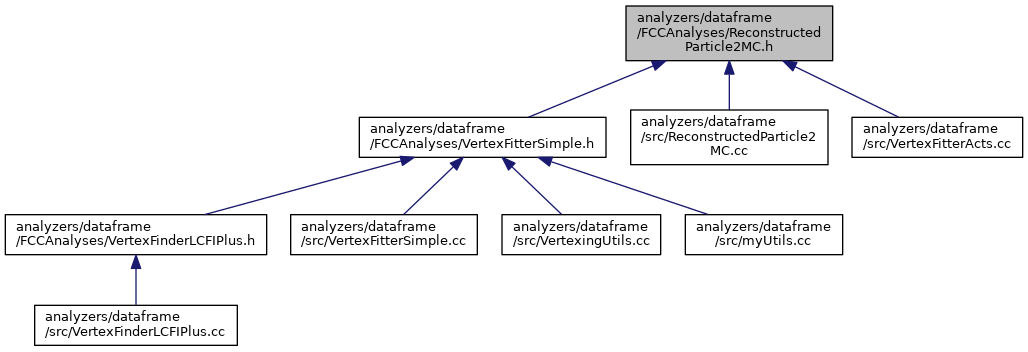 analyzers/dataframe
/FCCAnalyses/Reconstructed
Particle2MC.h
analyzers/dataframe
/FCCAnalyses/VertexFitterSimple.h
analyzers/dataframe
/src/ReconstructedParticle2
MC.cc
analyzers/dataframe
/src/VertexFitterActs.cc
analyzers/dataframe
/FCCAnalyses/VertexFinderLCFIPlus.h
analyzers/dataframe
/src/VertexFitterSimple.cc
analyzers/dataframe
/src/VertexingUtils.cc
analyzers/dataframe
/src/myUtils.cc
analyzers/dataframe
/src/VertexFinderLCFIPlus.cc